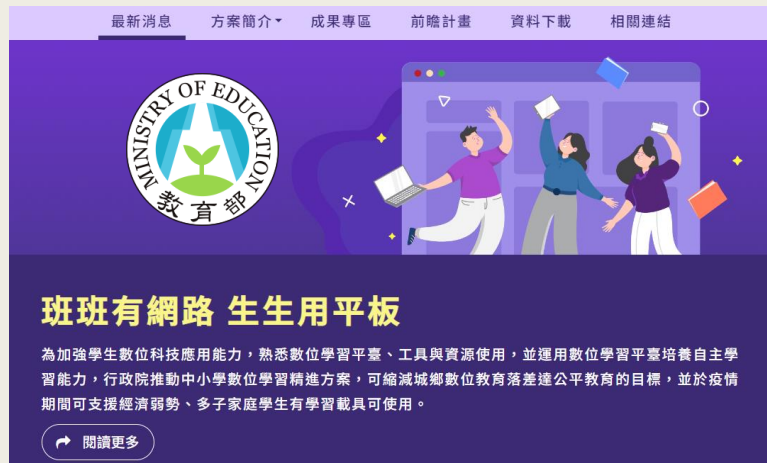 最新消息 方案簡介 成果專區 前瞻計畫 資料下載 相關連結
MINISTRY OF EDUCATION
教育部
班班有網路 生生用平板
為加強學生數位科技應用能力，熟悉數位學習平臺、工具與資源使用，並運用數位學習平臺培養自主學
習能力，行政院推動中小學數位學習精進方案，可縮減城鄉數位教育落差達公平教育的目標，並於疫情
期間可支援經濟弱勢、多子家庭學生有學習載具可使用。
閱讀更多